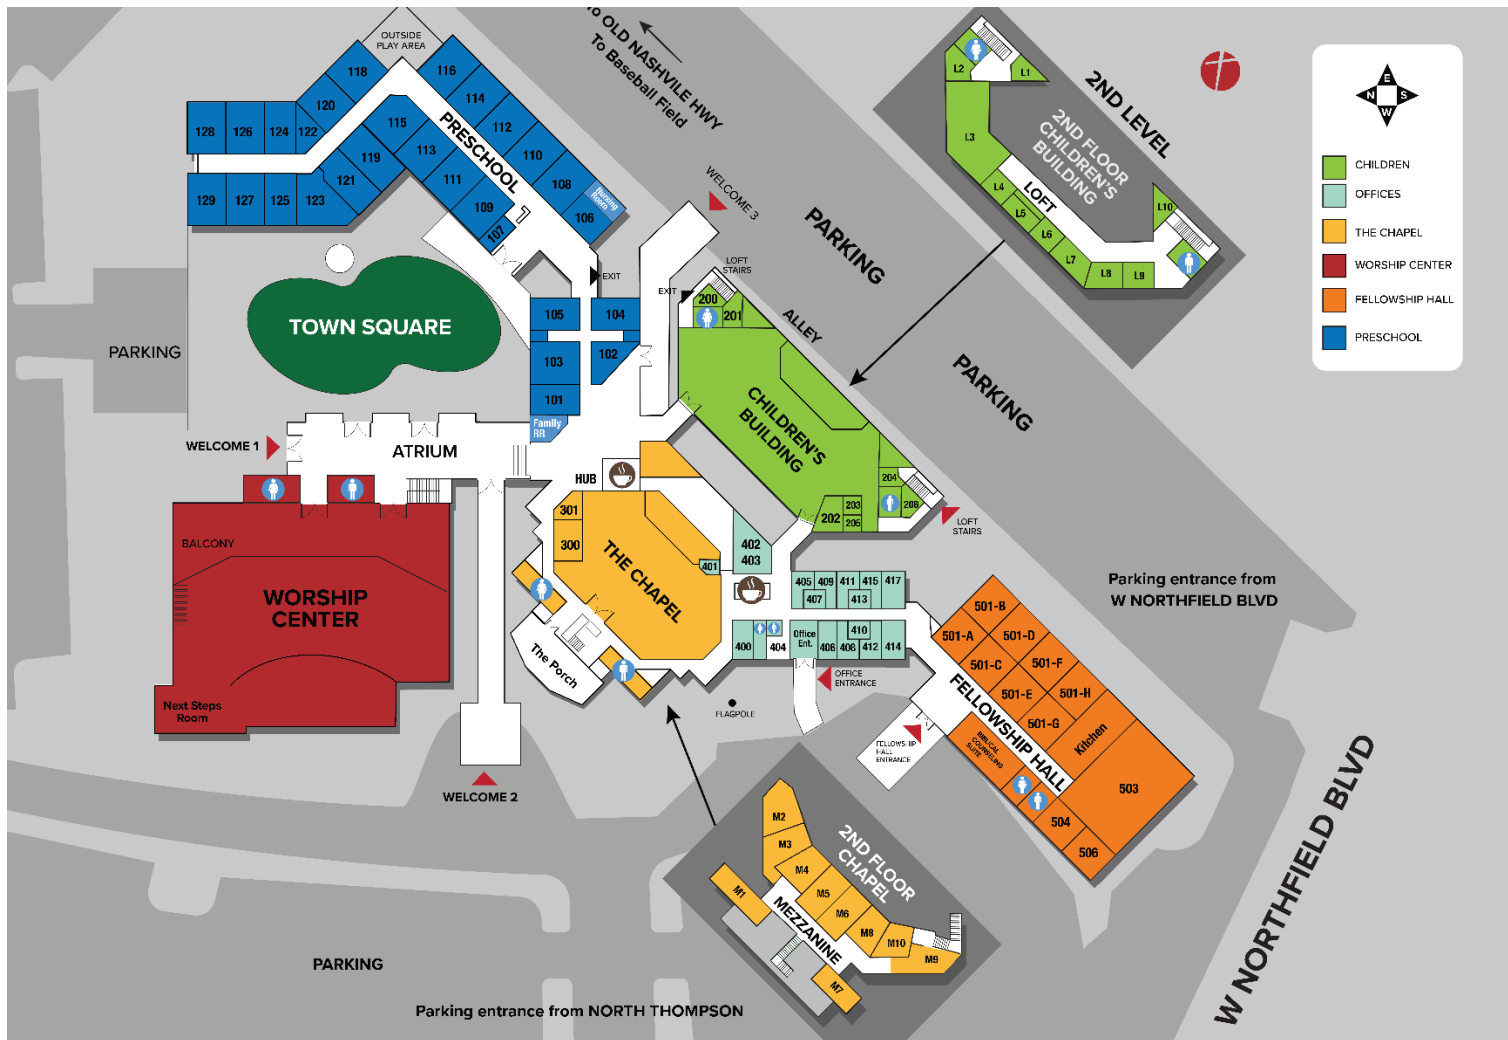 OUTSIDE
PLAY AREA
118
116
120
114
128
126
124
122
115
112
113
110
119
111
108
121
109
106
129
127
125
123
107
PRESCHOOL
Nursing
Room
To OLD NASHVILE HWY
To Baseball Field
WELCOME 3
EXIT
105
104
103
102
101
Family
RR
TOWN SQUARE
PARKING
WELCOME 1
ATRIUM
HUB
BALCONY
WORSHIP
CENTER
Next Steps
Room
WELCOME 2
LOFT
STAIRS
EXIT
200
201
ALLEY
PARKING
PARKING
CHILDREN'S
BUILDING
204
203
202
205
206
LOFT
STAIRS
301
300
THE CHAPEL
401
402
403
The Porch
405
409
411
415
417
407
413
400
404
Office
Ent.
406
408
410
412
414
OFFICE
ENTRANCE
FLAGPOLE
FELLOWSHIP
HALL
ENTRANCE
501-B
501-A
501-D
501-C
501-F
501-E
501-H
501-G
Kitchen
503
504
506
FELLOWSHIP HALL
BIBLICAL
COUNSELING
SUITE
Parking entrance from
W NORTHFIELD BLVD
W NORTHFIELD BLVD
2ND LEVEL
2ND FLOOR
CHILDREN'S
BUILDING
L2
L1
L3
L4
L5
L6
L7
L8
L9
L10
LOFT
E
N
S
W
CHILDREN
OFFICES
THE CHAPEL
WORSHIP CENTER
FELLOWSHIP HALL
PRESCHOOL
2ND FLOOR
CHAPEL
M2
M3
M4
M1
M5
M6
M8
M10
M9
M7
MEZZANINE
PARKING
Parking entrance from NORTH THOMPSON